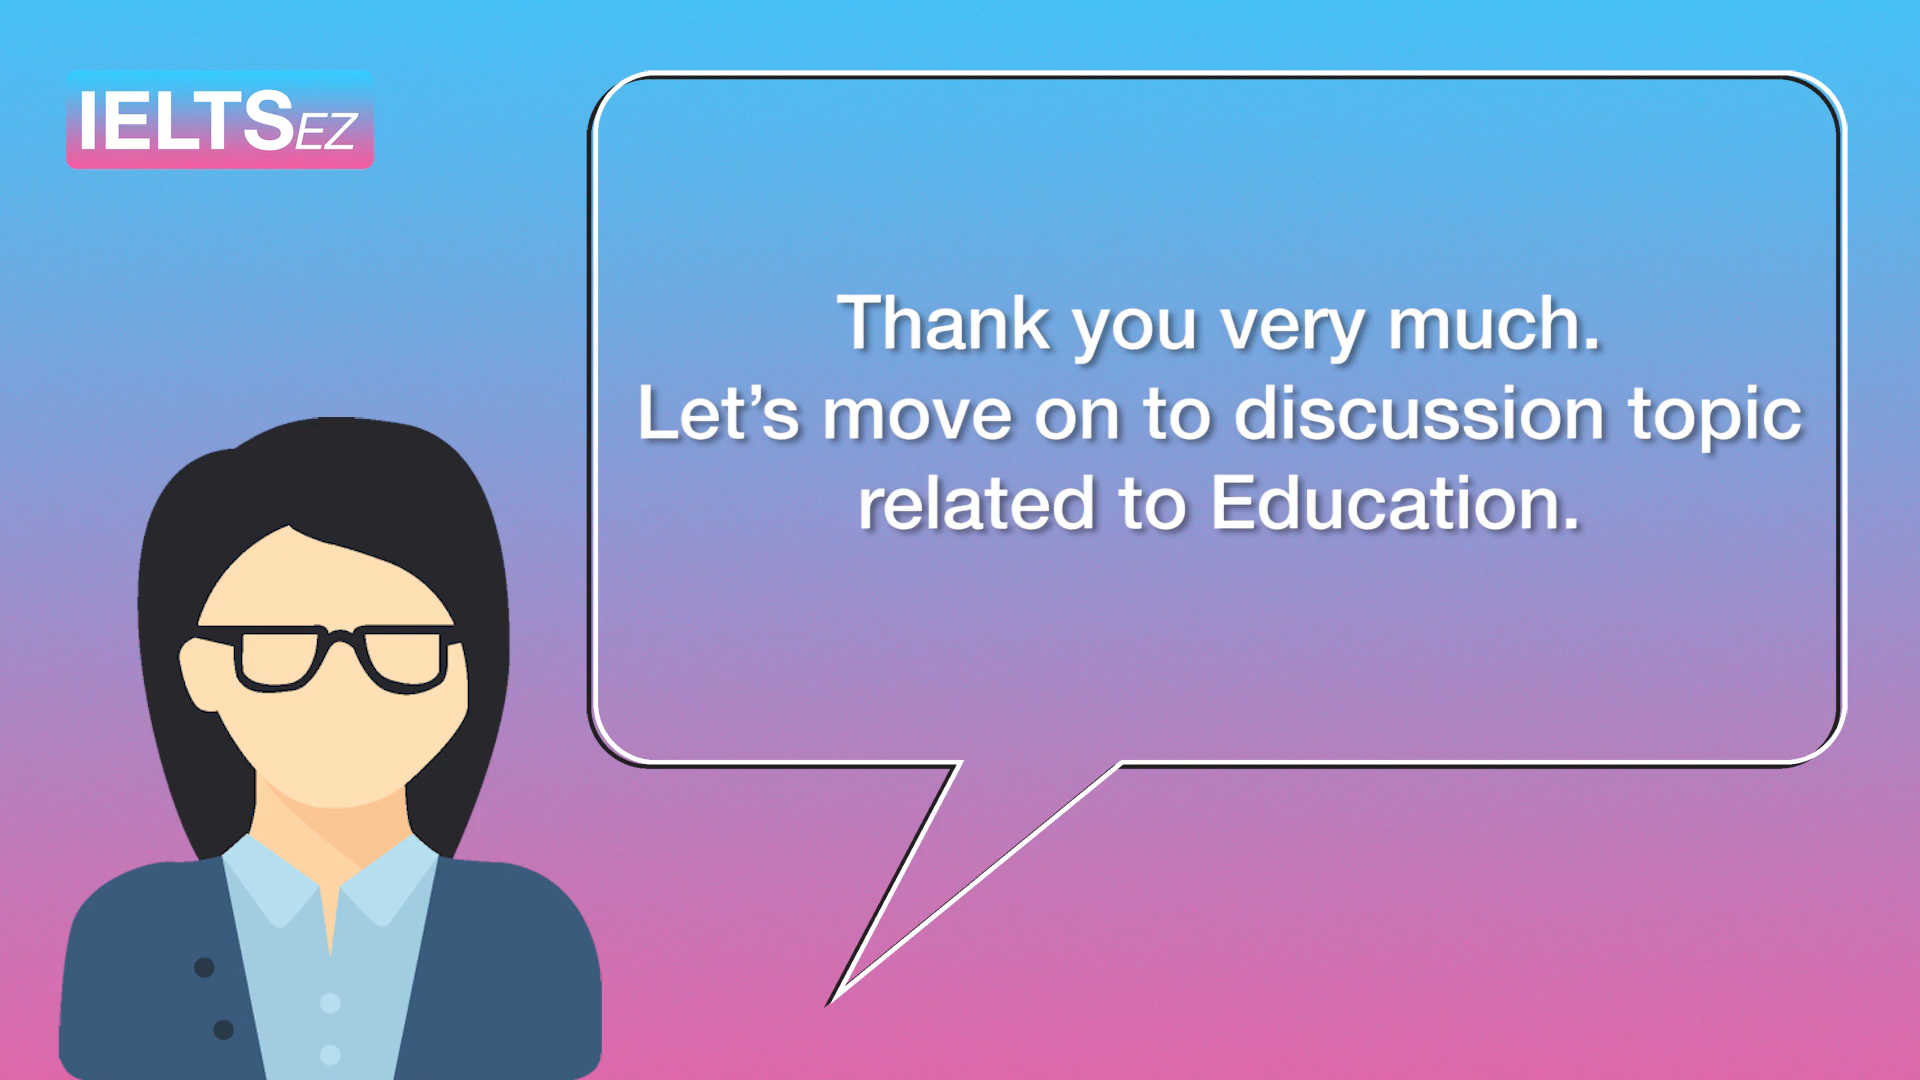 IELTSEZ
Thank you very much.
Let’s move on to discussion topic
related to Education.